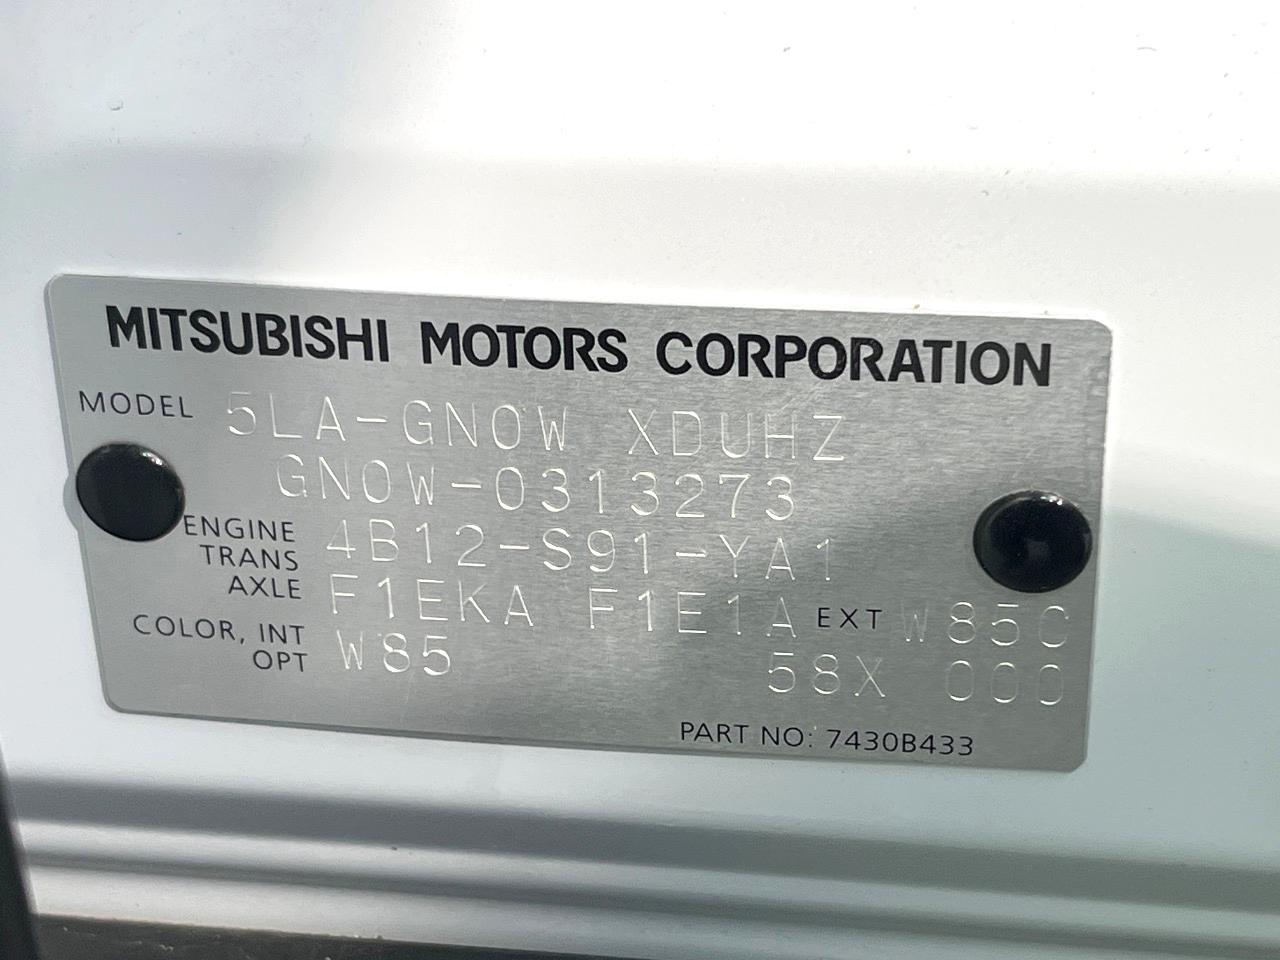 MITSUBISHI MOTORS CORPORATION
MODEL 5LA-GN0W XDUHZ
GN0W-0313273
ENGINE 4B12-S91-YA1
TRANS
AXLE F1EKA F1E1A EXT W85C
COLOR, INT W85
OPT 58X 000
PART NO: 7430B433